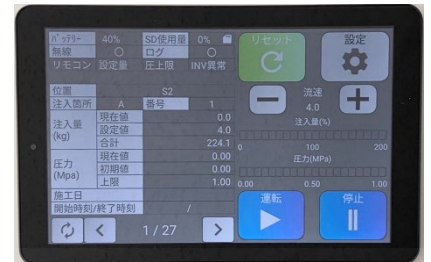 バッテリー 40% SD使用量 0%
無線 ○ ログ ○
リモコン 設定量 圧上限 INV異常
位置 S2
注入箇所 A 番号 1
注入量(kg) 現在値 0.0
設定値 4.0
合計 224.1
圧力(MPa) 現在値 0.00
初期値 0.00
上限 1.00
施工日
開始時刻/終了時刻 /
1 / 27
リセット 設定
流速
4.0
注入量(%)
0 100 200
圧力(MPa)
0.00 0.50 1.00
運転 停止